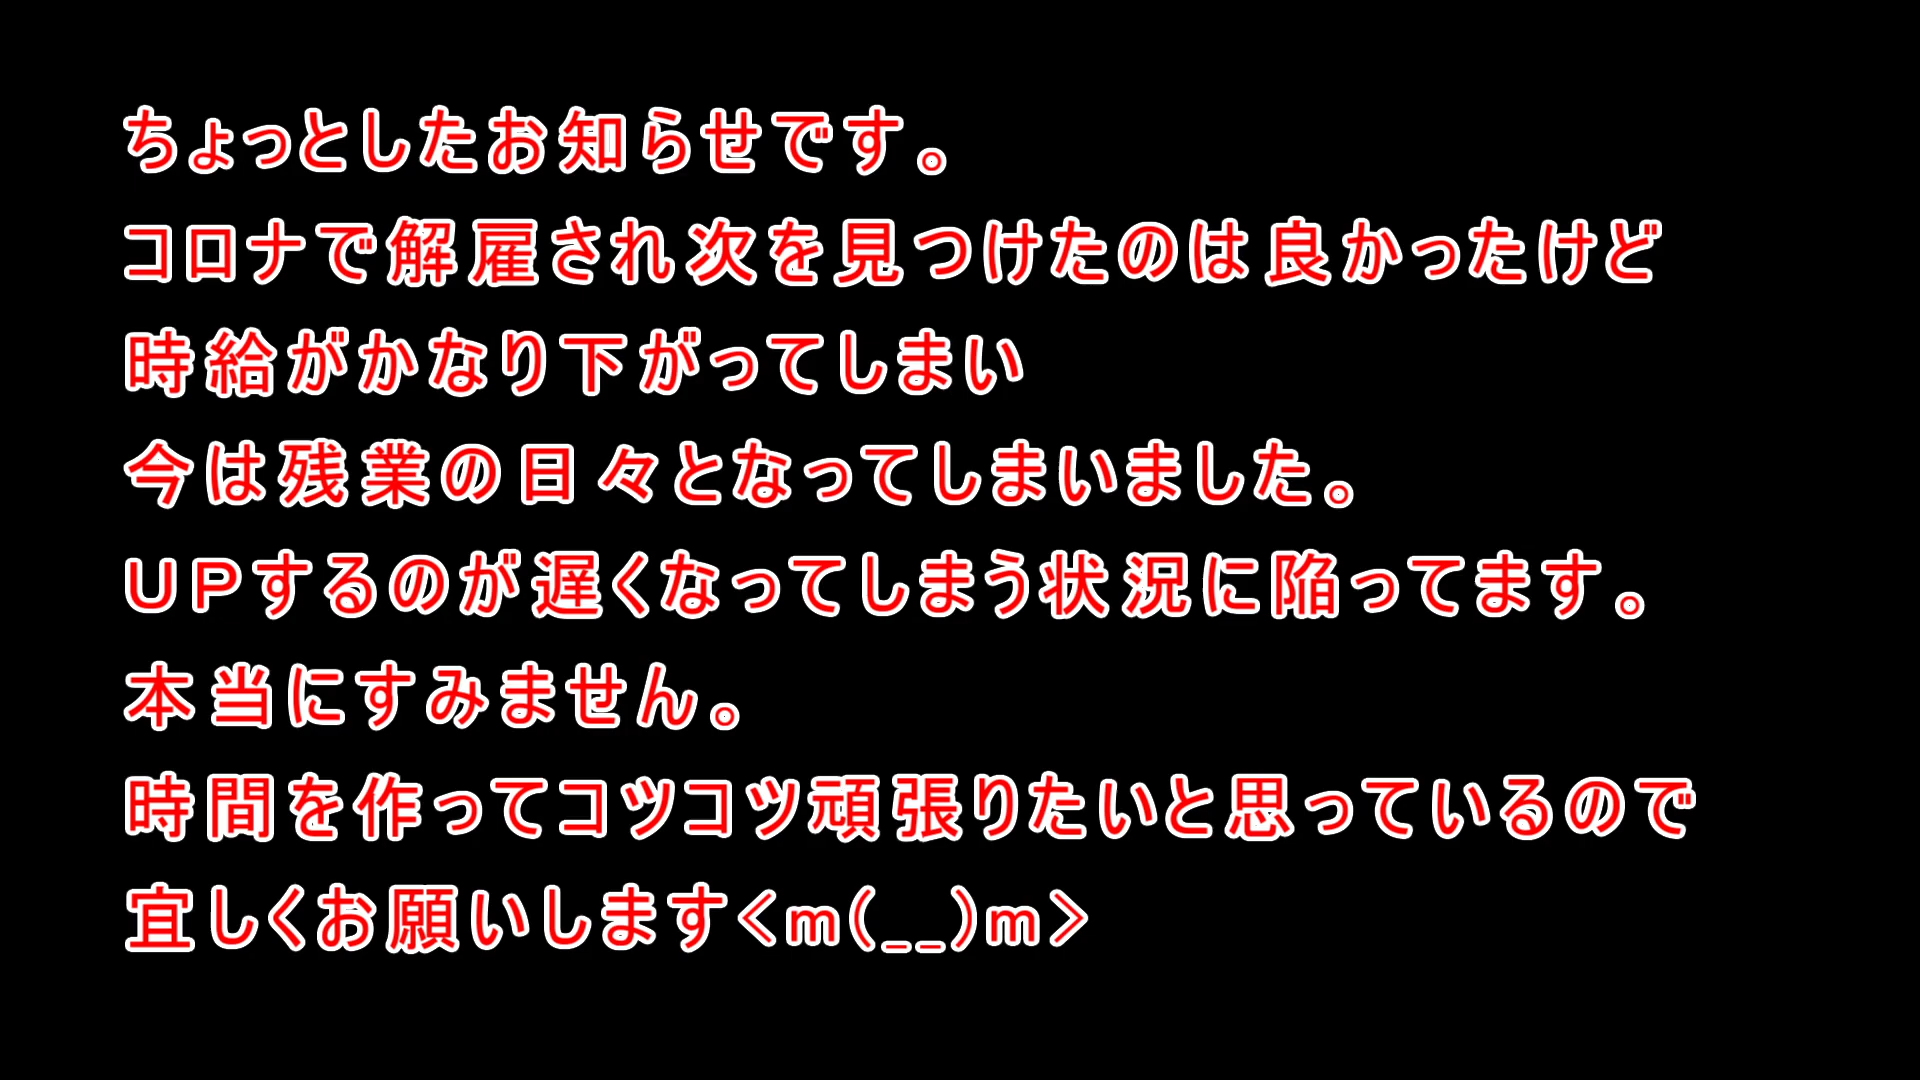 ちょっとしたお知らせです。
コロナで解雇され次を見つけたのは良かったけど
時給がかなり下がってしまい
今は残業の日々となってしまいました。
UPするのが遅くなってしまう状況に陥ってます。
本当にすみません。
時間を作ってコツコツ頑張りたいと思っているので
宜しくお願いします<m(__)m>